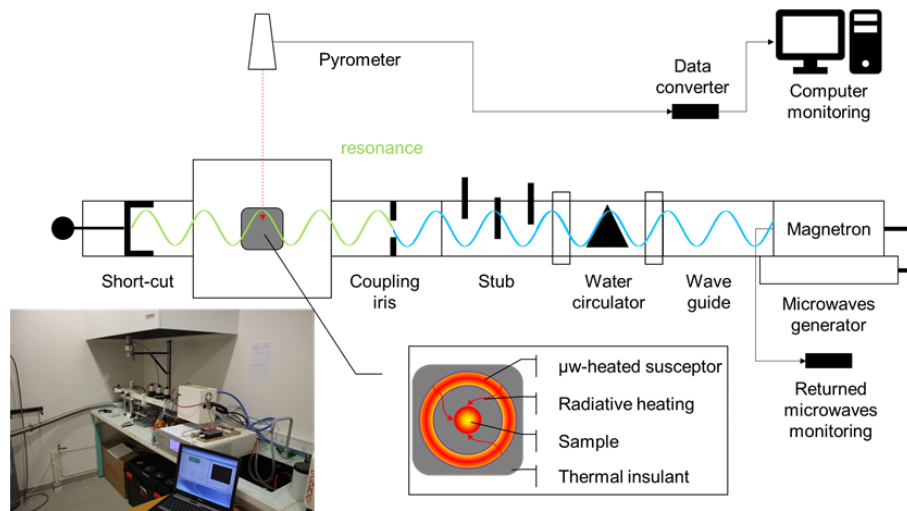 Pyrometer
Data
converter
Computer
monitoring
resonance
Short-cut
Coupling
iris
Stub
Water
circulator
Wave
guide
Magnetron
Microwaves
generator
Returned
microwaves
monitoring
µw-heated susceptor
Radiative heating
Sample
Thermal insulant